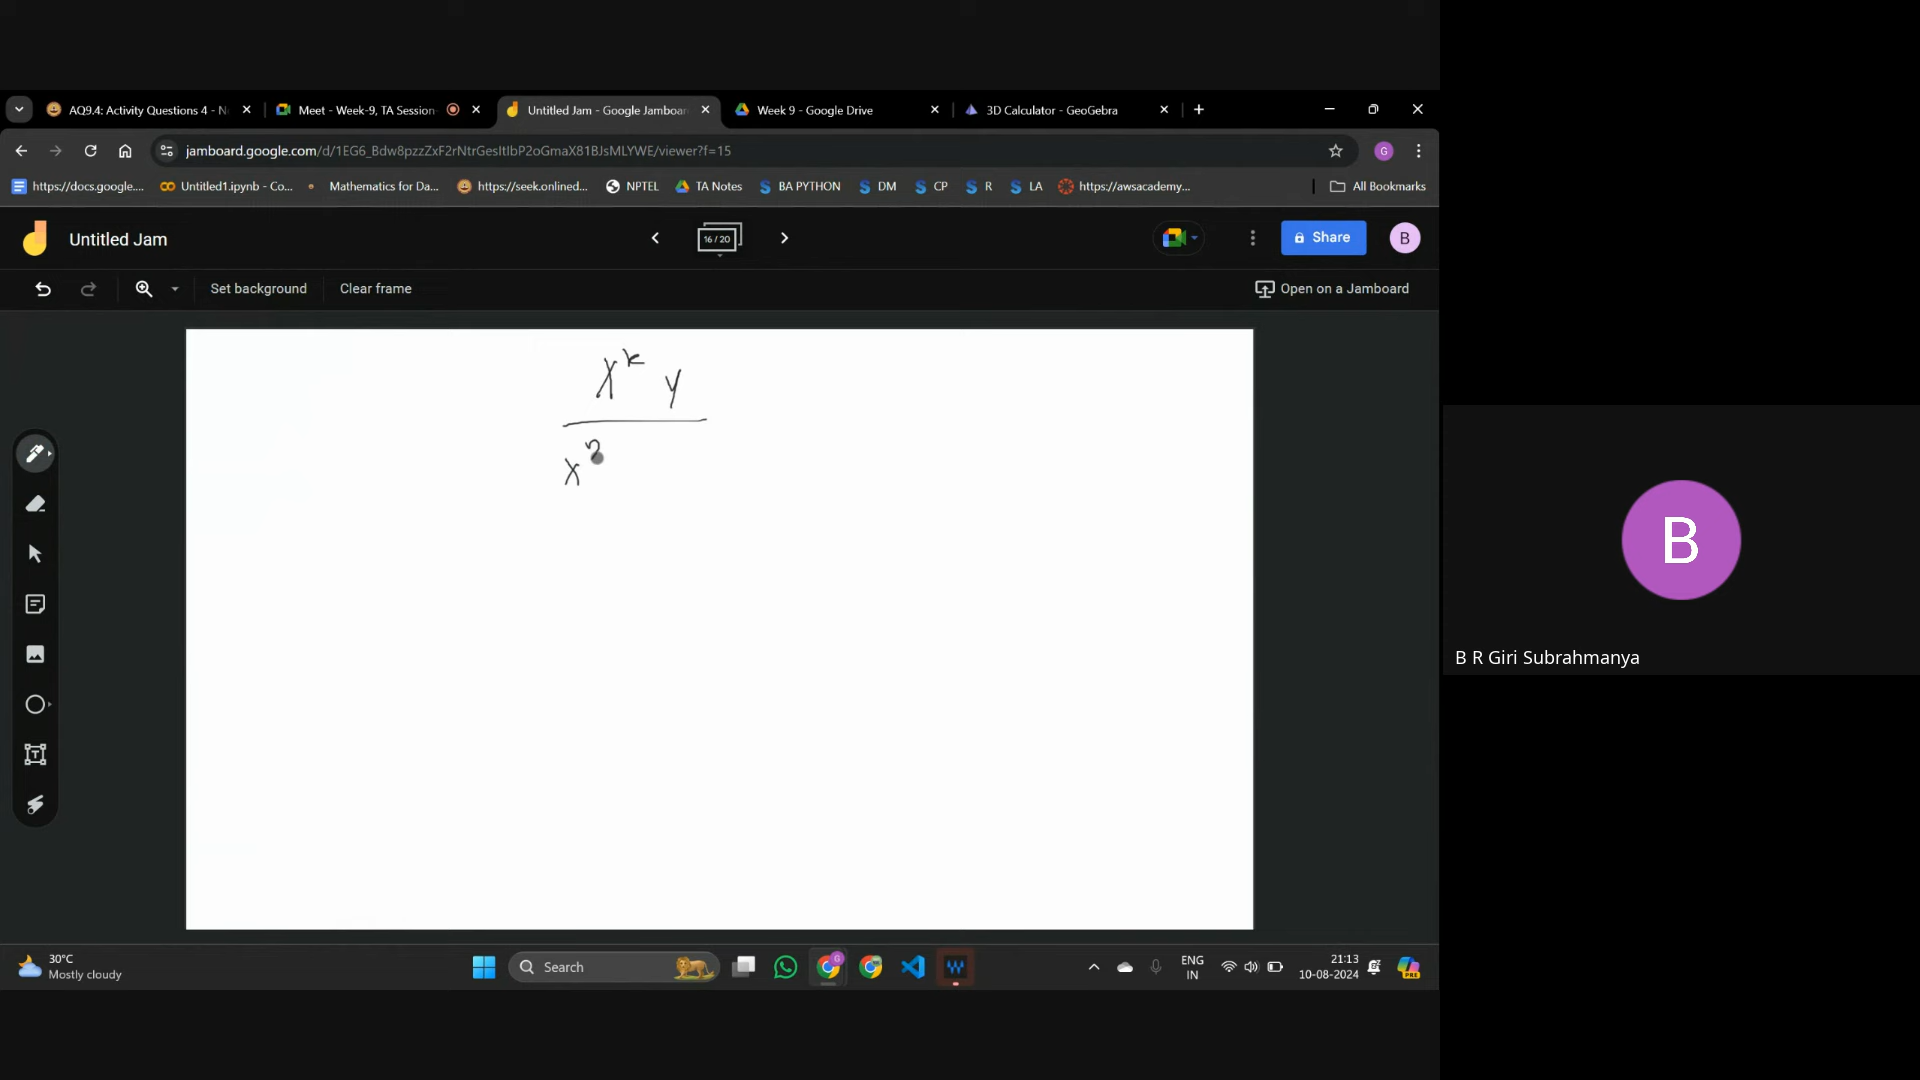 AQ9.4: Activity Questions 4 - N
Meet - Week-9, TA Session
Untitled Jam - Google Jamboar
Week 9 - Google Drive
3D Calculator - GeoGebra
jamboard.google.com/d/1EG6_Bdw8pzzZxF2rNtrGesItIbP2oGmaX81BJsMLYWE/viewer?f=15
G
https://docs.google....
Untitled1.ipynb - Co...
Mathematics for Da...
https://seek.onlined...
NPTEL
TA Notes
BA PYTHON
DM
CP
R
LA
https://awsacademy...
All Bookmarks
Untitled Jam
16 / 20
Share
B
Set background
Clear frame
Open on a Jamboard
x^k y
x^2
B
B R Giri Subrahmanya
30°C
Mostly cloudy
Search
ENG
IN
21:13
10-08-2024